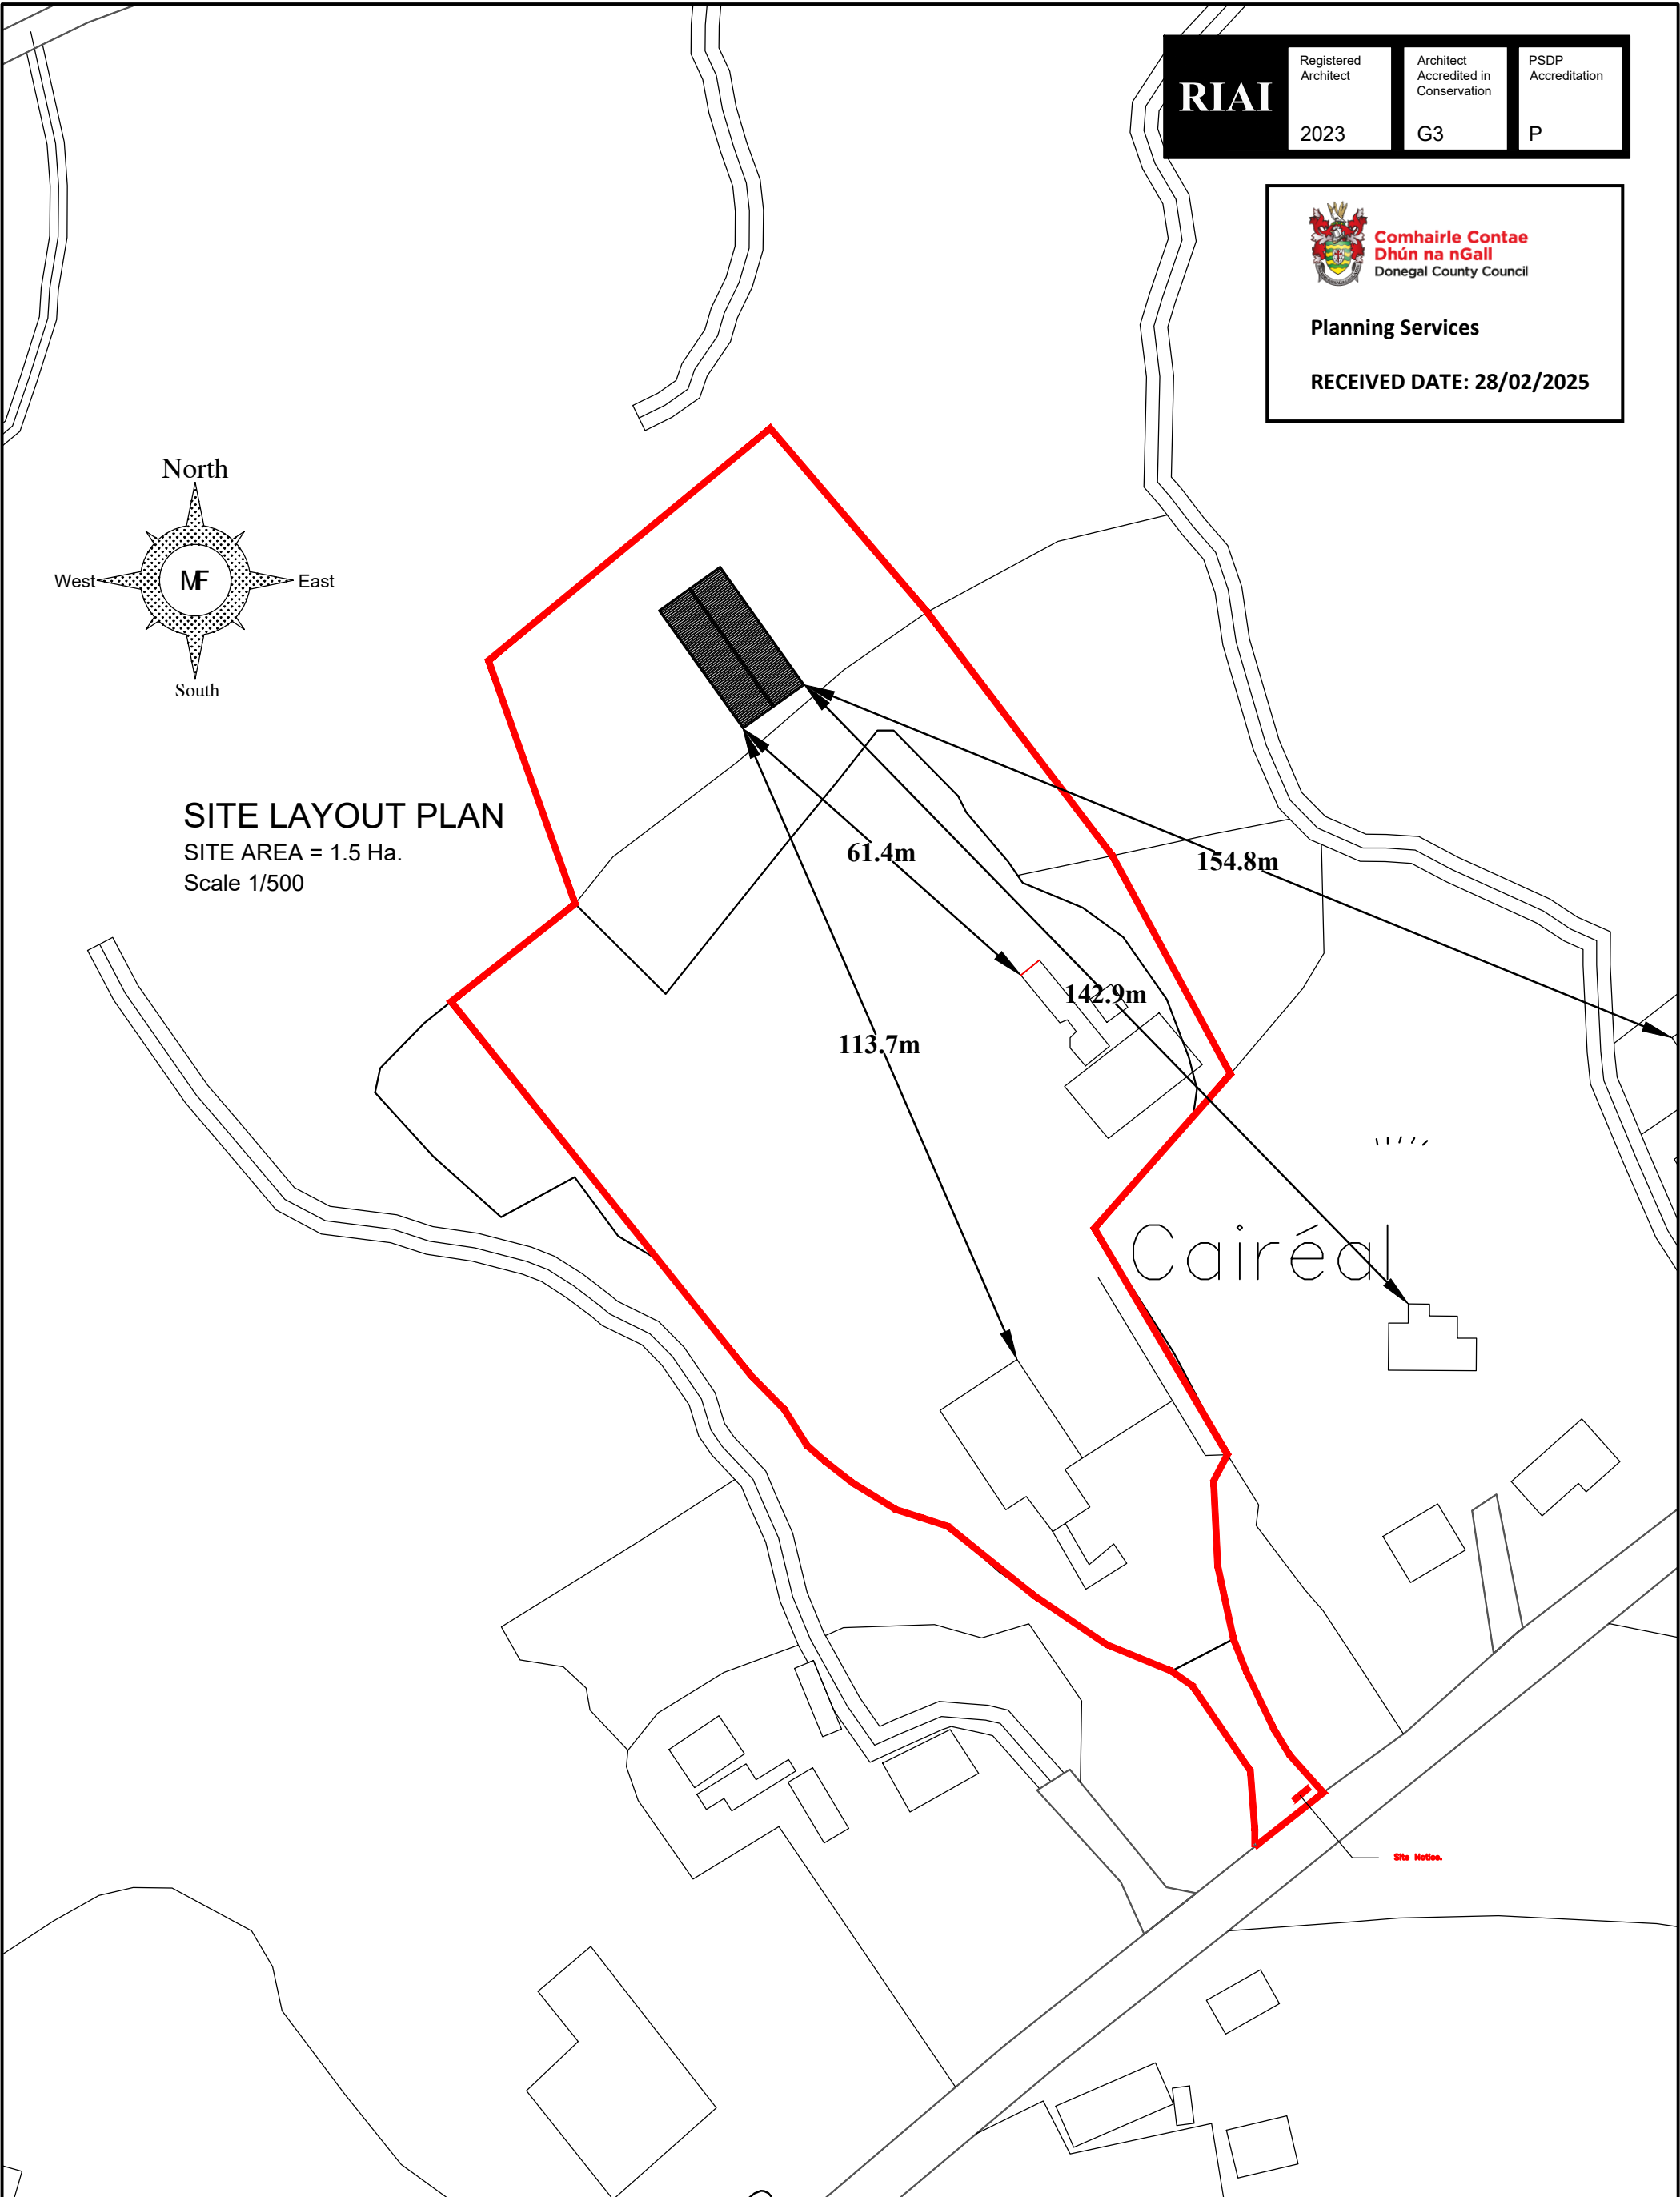 RIAI
Registered
Architect
2023
Architect
Accredited in
Conservation
G3
PSDP
Accreditation
P
Comhairle Contae
Dhún na nGall
Donegal County Council
Planning Services
RECEIVED DATE: 28/02/2025
North
West
MF
East
South
SITE LAYOUT PLAN
SITE AREA = 1.5 Ha.
Scale 1/500
61.4m
154.8m
142.9m
113.7m
Cairéal
Site Notice.